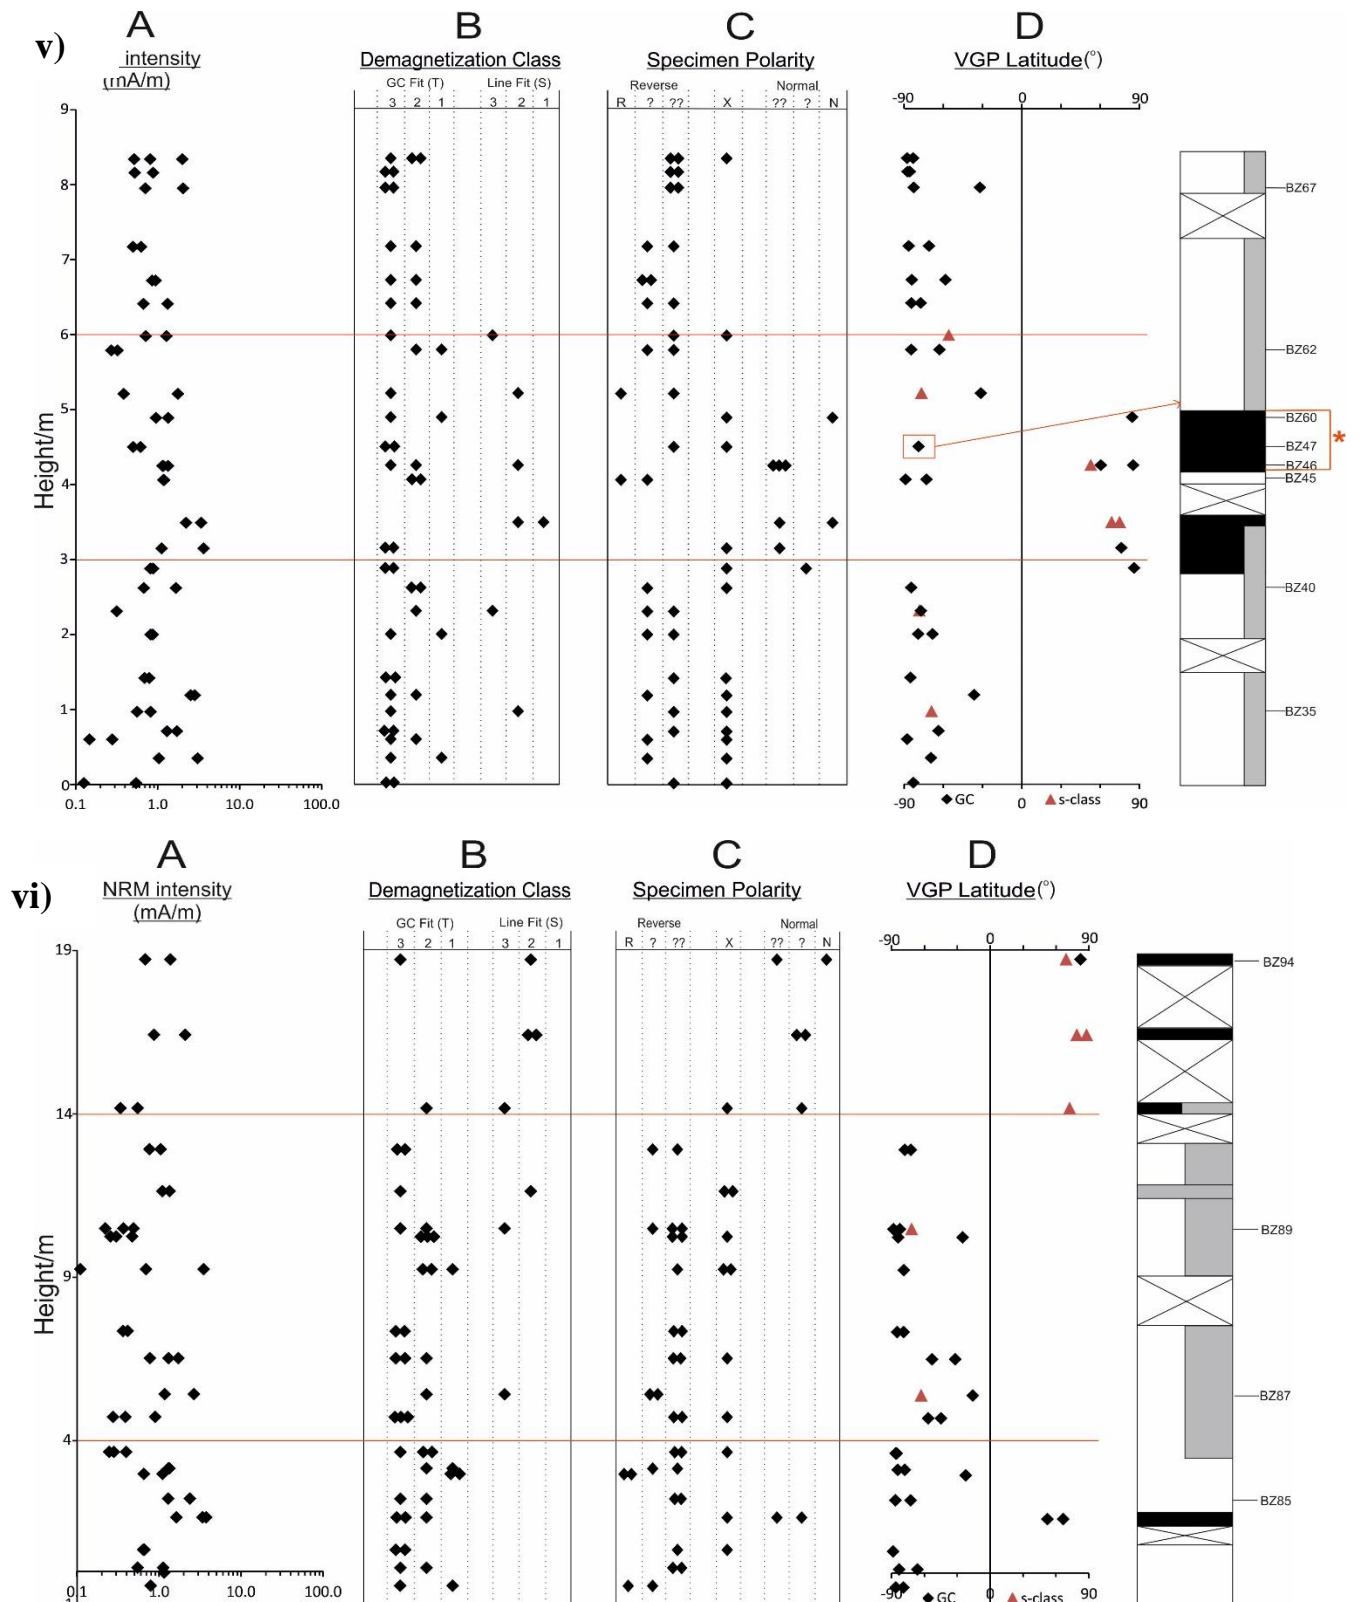 v)
A B C D
intensity
(mA/m)
Demagnetization Class
Specimen Polarity
VGP Latitude(°)
GC Fit (T) Line Fit (S)
3 2 1 3 2 1
Reverse Normal
R ? ?? X ?? ? N
-90 0 90
Height/m
9
8
7
6
5
4
3
2
1
0
0.1 1.0 10.0 100.0
-90 0 90
GC s-class
BZ67
BZ62
BZ60
BZ47
BZ46
BZ45
BZ40
BZ35
*
vi)
A B C D
NRM intensity
(mA/m)
Demagnetization Class
Specimen Polarity
VGP Latitude(°)
GC Fit (T) Line Fit (S)
3 2 1 3 2 1
Reverse Normal
R ? ?? X ?? ? N
-90 0 90
Height/m
19
14
9
4
0.1 1.0 10.0 100.0
-90 0 90
GC s-class
BZ94
BZ89
BZ87
BZ85